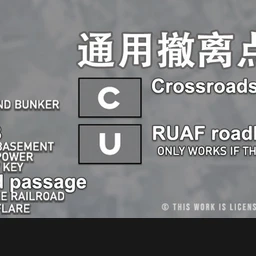 通用撤离点
C Crossroads
ND BUNKER
U RUAF road
BASEMENT
ONLY WORKS IF TH
POWER
KEY
passage
E RAILROAD
FLARE
© THIS WORK IS LICENS